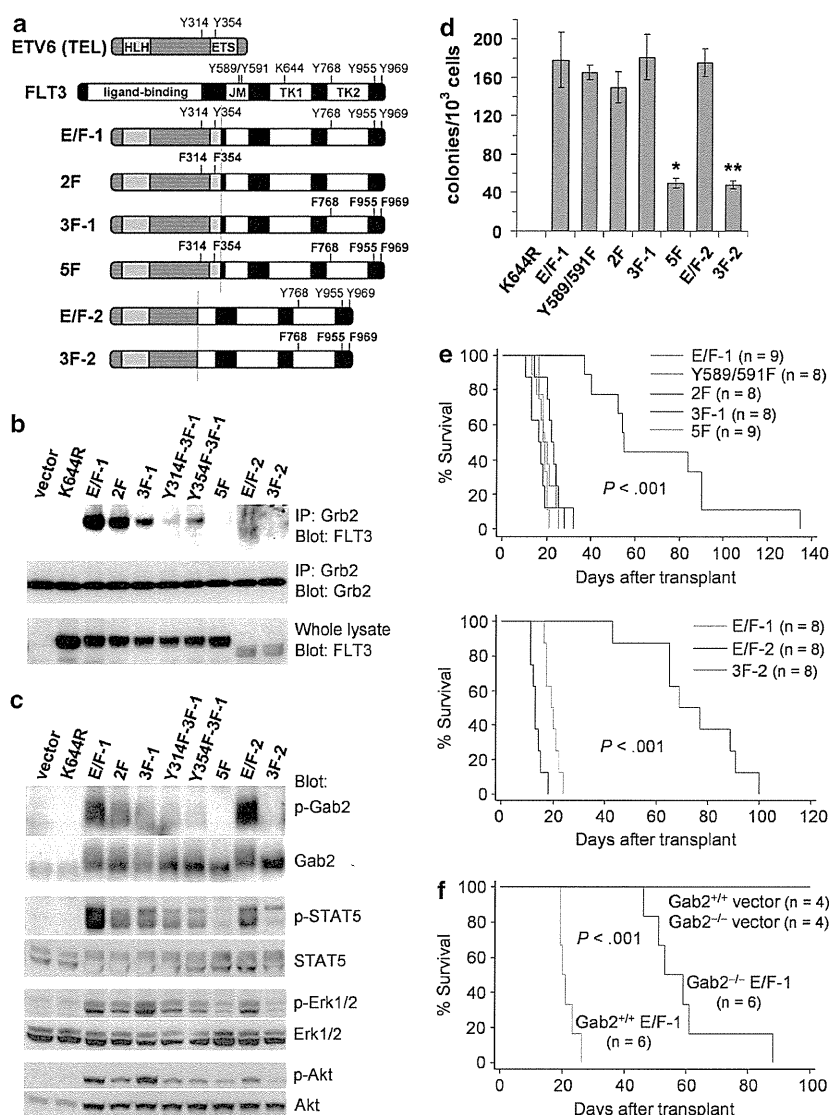 a
Y314 Y354
ETV6 (TEL) HLH ETS
Y589/Y591 K644 Y768 Y955 Y969
FLT3 ligand-binding JM TK1 TK2
Y314 Y354 Y768 Y955 Y969
E/F-1
F314 F354
2F
F768 F955 F969
3F-1
F314 F354 F768 F955 F969
5F
Y768 Y955 Y969
E/F-2
F768 F955 F969
3F-2
b
vector K644R E/F-1 2F 3F-1 Y314F-3F-1 Y354F-3F-1 5F E/F-2 3F-2
IP: Grb2
Blot: FLT3
IP: Grb2
Blot: Grb2
Whole lysate
Blot: FLT3
c
vector K644R E/F-1 2F 3F-1 Y314F-3F-1 Y354F-3F-1 5F E/F-2 3F-2
Blot:
p-Gab2
Gab2
p-STAT5
STAT5
p-Erk1/2
Erk1/2
p-Akt
Akt
d
colonies/10³ cells
200
160
120
80
40
0
* **
K644R E/F-1 Y589/591F 2F 3F-1 5F E/F-2 3F-2
e
% Survival
100
80
60
40
20
0
E/F-1 (n = 9)
Y589/591F (n = 8)
2F (n = 8)
3F-1 (n = 8)
5F (n = 9)
P < .001
0 20 40 60 80 100 120 140
Days after transplant
% Survival
100
80
60
40
20
0
E/F-1 (n = 8)
E/F-2 (n = 8)
3F-2 (n = 8)
P < .001
0 20 40 60 80 100 120
Days after transplant
f
% Survival
100
80
60
40
20
0
Gab2+/+ vector (n = 4)
Gab2−/− vector (n = 4)
P < .001
Gab2−/− E/F-1
(n = 6)
Gab2+/+ E/F-1
(n = 6)
0 20 40 60 80 100
Days after transplant